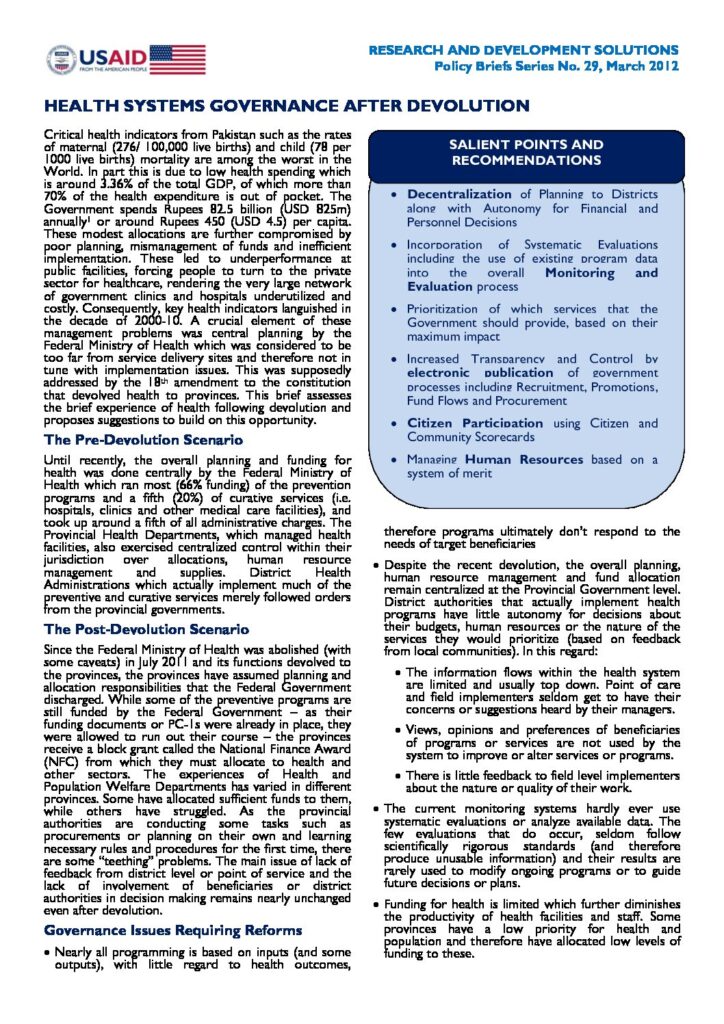 USAID
FROM THE AMERICAN PEOPLE
RESEARCH AND DEVELOPMENT SOLUTIONS
Policy Briefs Series No. 29, March 2012
HEALTH SYSTEMS GOVERNANCE AFTER DEVOLUTION
Critical health indicators from Pakistan such as the rates
of maternal (276/ 100,000 live births) and child (78 per
1000 live births) mortality are among the worst in the
World. In part this is due to low health spending which
is around 3.36% of the total GDP, of which more than
70% of the health expenditure is out of pocket. The
Government spends Rupees 82.5 billion (USD 825m)
annually1 or around Rupees 450 (USD 4.5) per capita.
These modest allocations are further compromised by
poor planning, mismanagement of funds and inefficient
implementation. These led to underperformance at
public facilities, forcing people to turn to the private
sector for healthcare, rendering the very large network
of government clinics and hospitals underutilized and
costly. Consequently, key health indicators languished in
the decade of 2000-10. A crucial element of these
management problems was central planning by the
Federal Ministry of Health which was considered to be
too far from service delivery sites and therefore not in
tune with implementation issues. This was supposedly
addressed by the 18th amendment to the constitution
that devolved health to provinces. This brief assesses
the brief experience of health following devolution and
proposes suggestions to build on this opportunity.
The Pre-Devolution Scenario
Until recently, the overall planning and funding for
health was done centrally by the Federal Ministry of
Health which ran most (66% funding) of the prevention
programs and a fifth (20%) of curative services (i.e.
hospitals, clinics and other medical care facilities), and
took up around a fifth of all administrative charges. The
Provincial Health Departments, which managed health
facilities, also exercised centralized control within their
jurisdiction over allocations, human resource
management and supplies. District Health
Administrations which actually implement much of the
preventive and curative services merely followed orders
from the provincial governments.
The Post-Devolution Scenario
Since the Federal Ministry of Health was abolished (with
some caveats) in July 2011 and its functions devolved to
the provinces, the provinces have assumed planning and
allocation responsibilities that the Federal Government
discharged. While some of the preventive programs are
still funded by the Federal Government – as their
funding documents or PC-1s were already in place, they
were allowed to run out their course – the provinces
receive a block grant called the National Finance Award
(NFC) from which they must allocate to health and
other sectors. The experiences of Health and
Population Welfare Departments has varied in different
provinces. Some have allocated sufficient funds to them,
while others have struggled. As the provincial
authorities are conducting some tasks such as
procurements or planning on their own and learning
necessary rules and procedures for the first time, there
are some “teething” problems. The main issue of lack of
feedback from district level or point of service and the
lack of involvement of beneficiaries or district
authorities in decision making remains nearly unchanged
even after devolution.
Governance Issues Requiring Reforms
• Nearly all programming is based on inputs (and some
outputs), with little regard to health outcomes,
SALIENT POINTS AND
RECOMMENDATIONS
• Decentralization of Planning to Districts
along with Autonomy for Financial and
Personnel Decisions
• Incorporation of Systematic Evaluations
including the use of existing program data
into the overall Monitoring and
Evaluation process
• Prioritization of which services that the
Government should provide, based on their
maximum impact
• Increased Transparency and Control by
electronic publication of government
processes including Recruitment, Promotions,
Fund Flows and Procurement
• Citizen Participation using Citizen and
Community Scorecards
• Managing Human Resources based on a
system of merit
therefore programs ultimately don’t respond to the
needs of target beneficiaries
• Despite the recent devolution, the overall planning,
human resource management and fund allocation
remain centralized at the Provincial Government level.
District authorities that actually implement health
programs have little autonomy for decisions about
their budgets, human resources or the nature of the
services they would prioritize (based on feedback
from local communities). In this regard:
• The information flows within the health system
are limited and usually top down. Point of care
and field implementers seldom get to have their
concerns or suggestions heard by their managers.
• Views, opinions and preferences of beneficiaries
of programs or services are not used by the
system to improve or alter services or programs.
• There is little feedback to field level implementers
about the nature or quality of their work.
• The current monitoring systems hardly ever use
systematic evaluations or analyze available data. The
few evaluations that do occur, seldom follow
scientifically rigorous standards (and therefore
produce unusable information) and their results are
rarely used to modify ongoing programs or to guide
future decisions or plans.
• Funding for health is limited which further diminishes
the productivity of health facilities and staff. Some
provinces have a low priority for health and
population and therefore have allocated low levels of
funding to these.